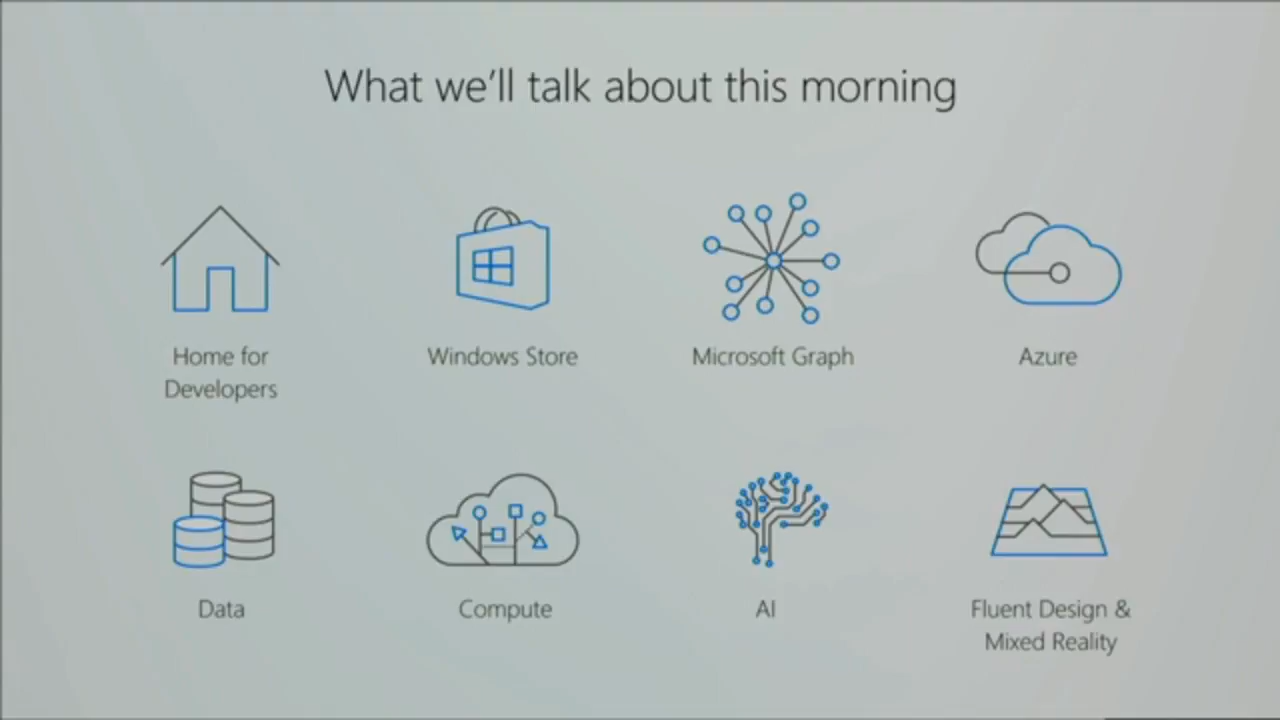 What we'll talk about this morning
Home for
Developers
Windows Store
Microsoft Graph
Azure
Data
Compute
AI
Fluent Design &
Mixed Reality